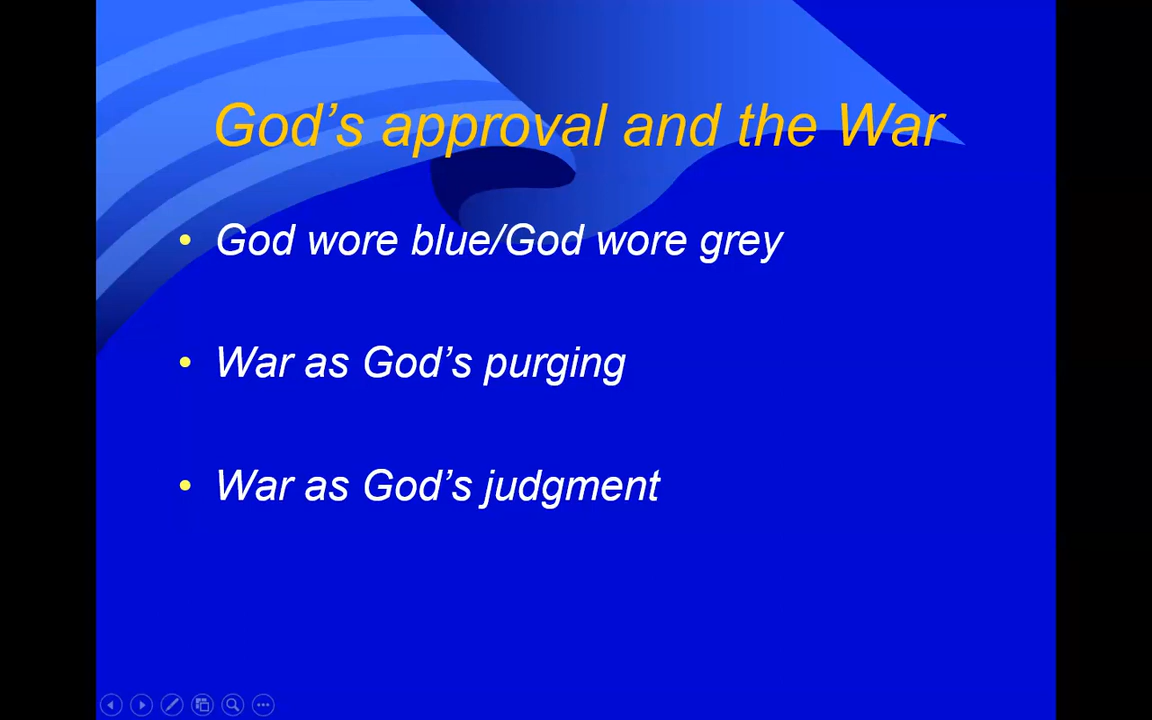 God’s approval and the War
• God wore blue/God wore grey
• War as God’s purging
• War as God’s judgment